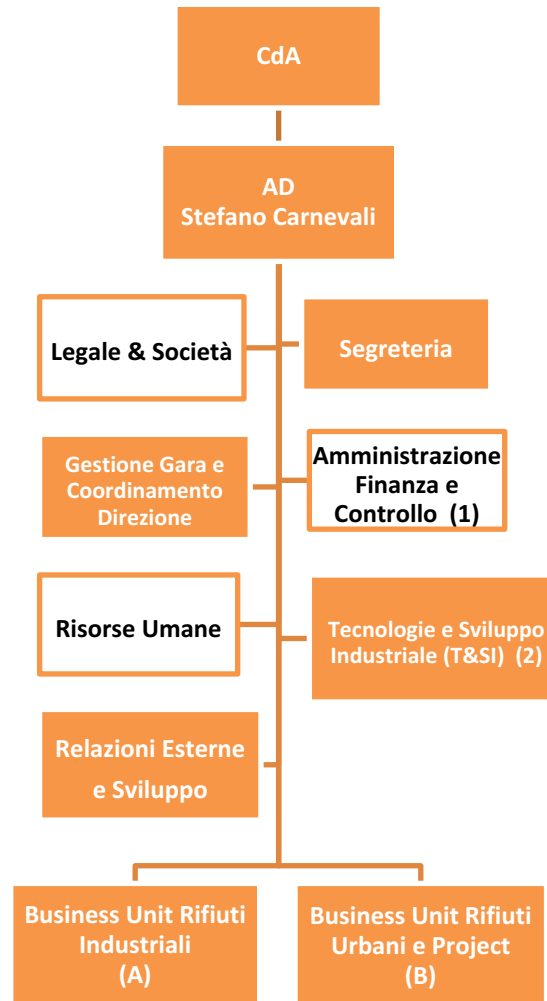 CdA
AD
Stefano Carnevali
Legale & Società
Segreteria
Gestione Gara e
Coordinamento
Direzione
Amministrazione
Finanza e
Controllo (1)
Risorse Umane
Tecnologie e Sviluppo
Industriale (T&SI) (2)
Relazioni Esterne
e Sviluppo
Business Unit Rifiuti
Industriali
(A)
Business Unit Rifiuti
Urbani e Project
(B)